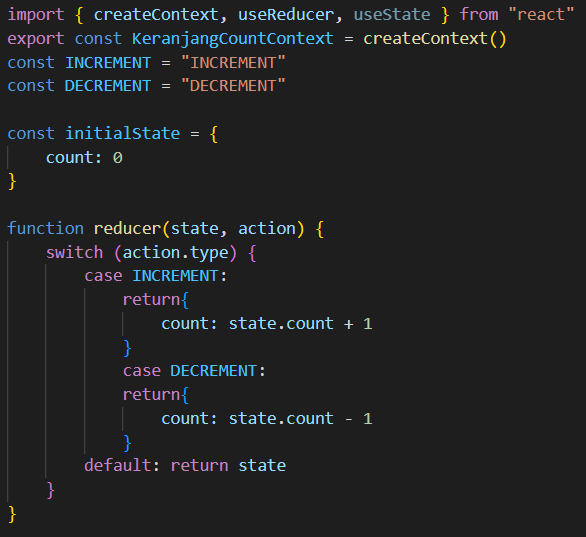 import { createContext, useReducer, useState } from "react"
export const KeranjangCountContext = createContext()
const INCREMENT = "INCREMENT"
const DECREMENT = "DECREMENT"

const initialState = {
    count: 0
}

function reducer(state, action) {
    switch (action.type) {
        case INCREMENT:
            return{
                count: state.count + 1
            }
            case DECREMENT:
            return{
                count: state.count - 1
            }
        default: return state
    }
}